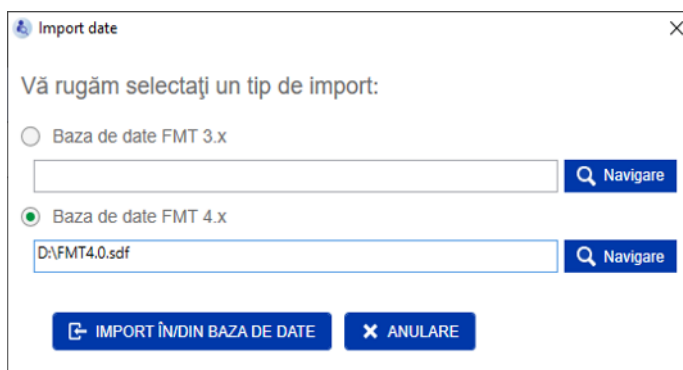 Import date
Vă rugăm selectaţi un tip de import:
Baza de date FMT 3.x
Navigare
Baza de date FMT 4.x
D:\FMT4.0.sdf
Navigare
IMPORT ÎN/DIN BAZA DE DATE
ANULARE